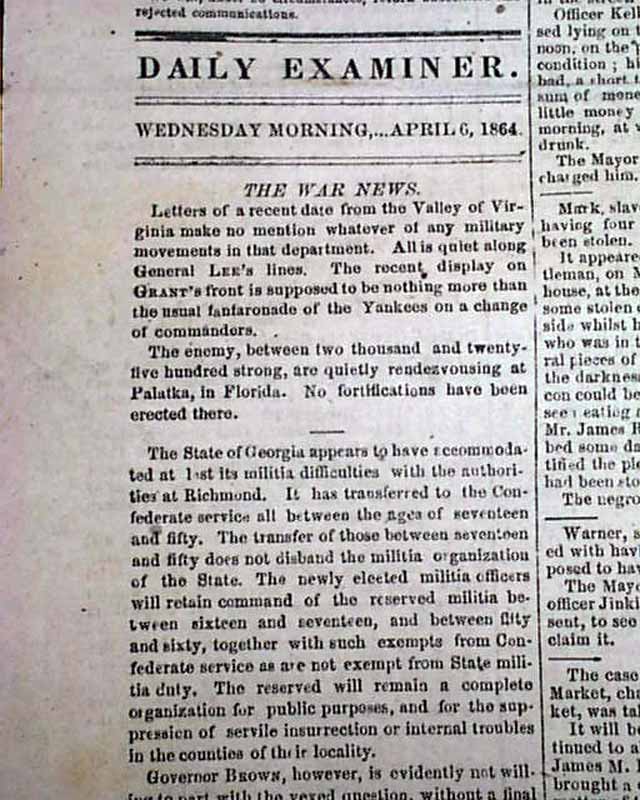 rejected communications.
DAILY EXAMINER.
WEDNESDAY MORNING,...APRIL 6, 1864.
THE WAR NEWS.
Letters of a recent date from the Valley of Vir-
ginia make no mention whatever of any military
movements in that department. All is quiet along
General LEE'S lines. The recent display on
GRANT'S front is supposed to be nothing more than
the usual fanfaronade of the Yankees on a change
of commanders.
The enemy, between two thousand and twenty-
five hundred strong, are quietly rendezvousing at
Palatka, in Florida. No fortifications have been
erected there.
The State of Georgia appears to have accommoda-
ted at last its militia difficulties with the authori-
ties at Richmond. It has transferred to the Con-
federate service all between the ages of seventeen
and fifty. The transfer of those between seventeen
and fifty does not disband the militia organization
of the State. The newly elected militia officers
will retain command of the reserved militia be-
tween sixteen and seventeen, and between fifty
and sixty, together with such exempts from Con-
federate service as are not exempt from State mili-
tia duty. The reserved will remain a complete
organization for public purposes, and for the sup-
pression of servile insurrection or internal troubles
in the counties of their locality.
Governor BROWN, however, is evidently not will-
ing to part with the vexed question, without a final
Officer Kell
sed lying on t
noon, on the
condition ; hi
had, a short t
sum of mone
little money
morning, at
drunk.
The Mayor
charged him.
Mark, slav
having four
been stolen.
It appeare
tleman, on M
house, at the
some stolen
side whilst h
who was in t
ral pieces of
the darkness
con could be
seen eating
Mr. James H
bed some da
tified the pi
had been sto
The negro
Warner, s
ed with hav
posed to hav
The Mayo
officer Jinki
sent, to see
claim it.
The case
Market, cha
ket, was ta
It will be
tinued to a
James M. 
brought a